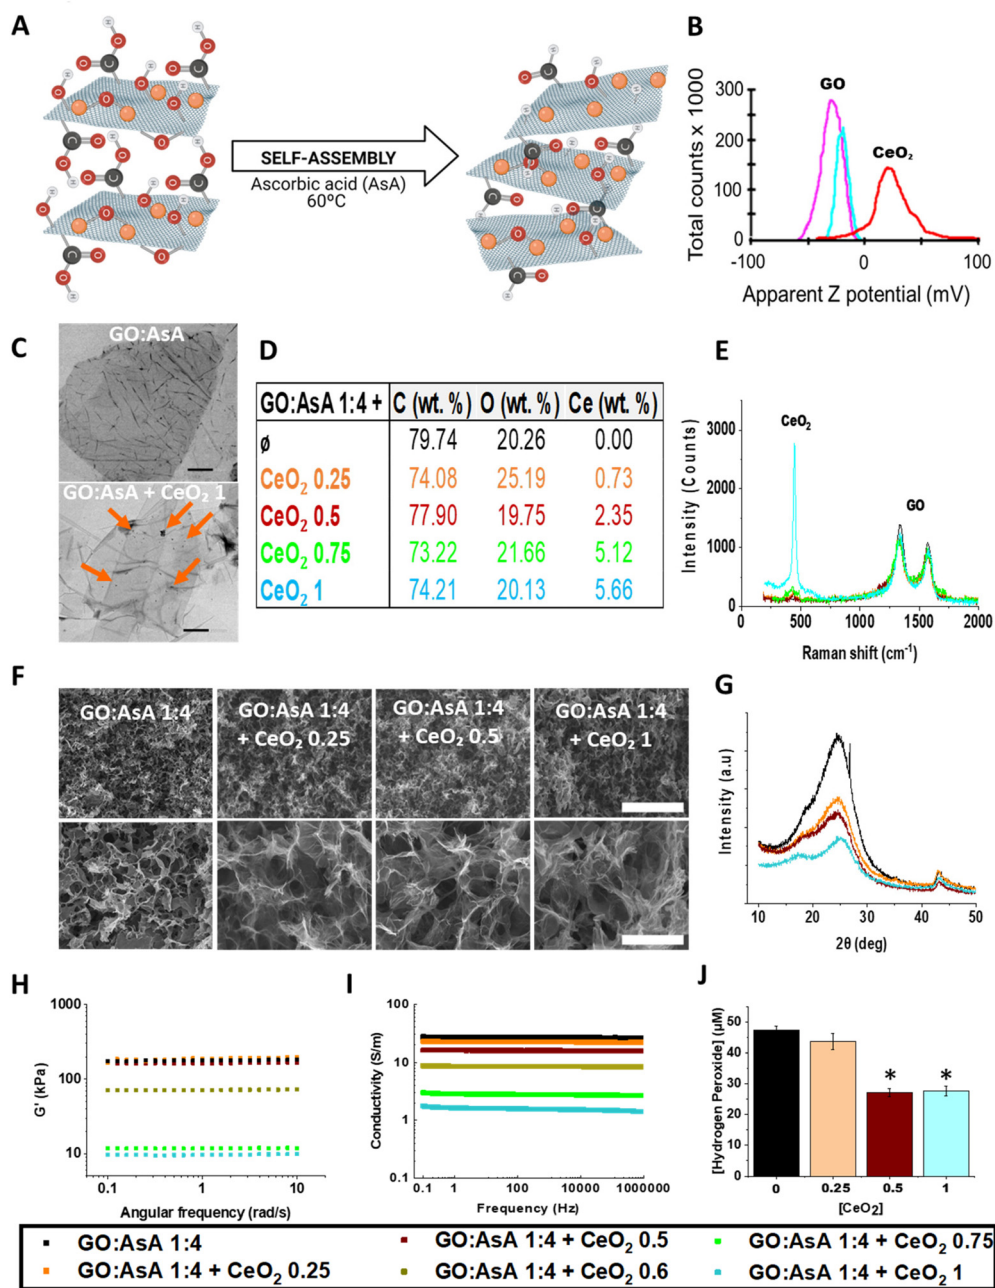 A
SELF-ASSEMBLY
Ascorbic acid (AsA)
60ºC
B
Total counts x 1000
300
200
100
0
GO
CeO₂
-100
0
100
Apparent Z potential (mV)
C
GO:AsA
GO:AsA + CeO₂ 1
D
GO:AsA 1:4 + C (wt. %) O (wt. %) Ce (wt. %)
ø 79.74 20.26 0.00
CeO₂ 0.25 74.08 25.19 0.73
CeO₂ 0.5 77.90 19.75 2.35
CeO₂ 0.75 73.22 21.66 5.12
CeO₂ 1 74.21 20.13 5.66
E
Intensity (Counts)
3000
2000
1000
0
CeO₂
GO
0 500 1000 1500 2000
Raman shift (cm⁻¹)
F
GO:AsA 1:4
GO:AsA 1:4
+ CeO₂ 0.25
GO:AsA 1:4
+ CeO₂ 0.5
GO:AsA 1:4
+ CeO₂ 1
G
Intensity (a.u)
10 20 30 40 50
2θ (deg)
H
G' (kPa)
1000
100
10
0.1 1 10
Angular frequency (rad/s)
I
Conductivity (S/m)
100
10
1
0.1
0.1 1 100 10000 1000000
Frequency (Hz)
J
[Hydrogen Peroxide] (µM)
50
40
30
20
10
0
* *
0 0.25 0.5 1
[CeO₂]
GO:AsA 1:4
GO:AsA 1:4 + CeO₂ 0.5
GO:AsA 1:4 + CeO₂ 0.75
GO:AsA 1:4 + CeO₂ 0.25
GO:AsA 1:4 + CeO₂ 0.6
GO:AsA 1:4 + CeO₂ 1